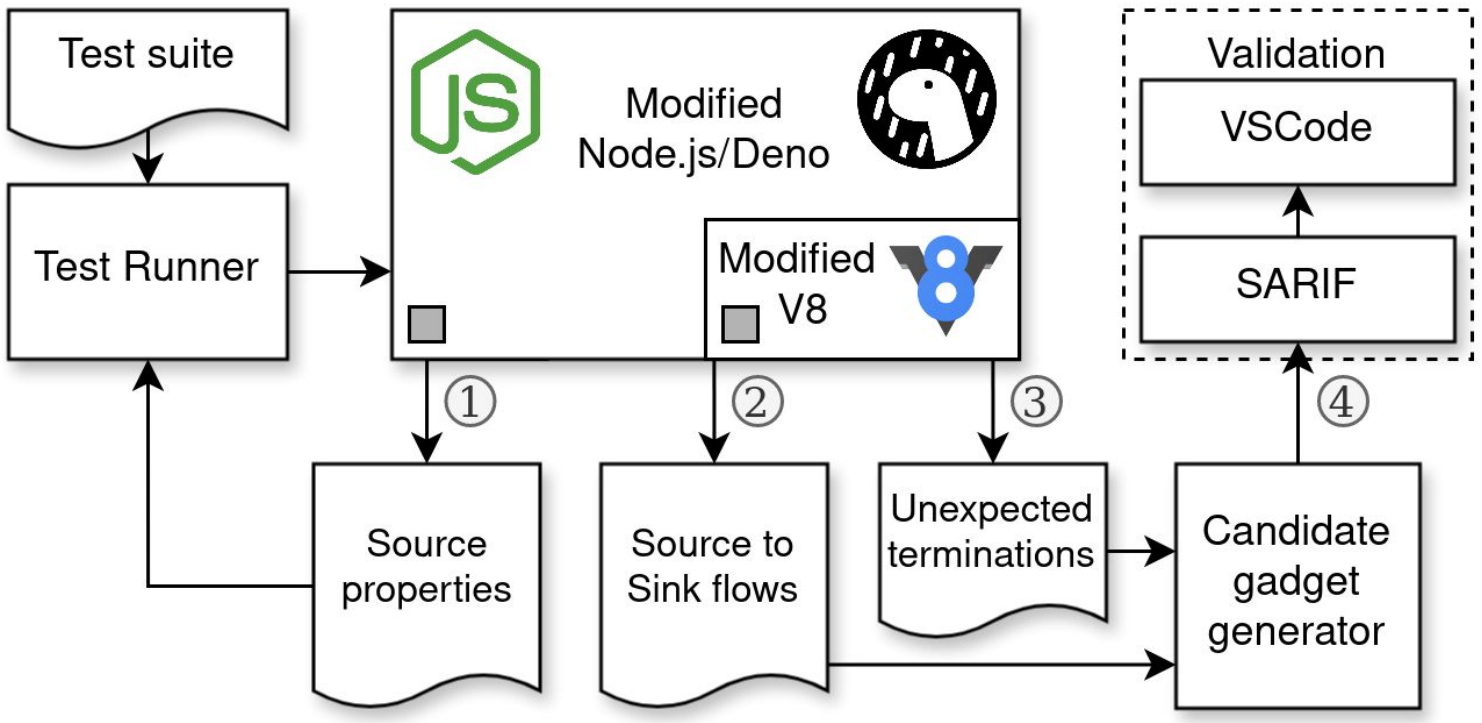 Test suite
Test Runner
JS
Modified
Node.js/Deno
Modified
V8
8
Validation
VSCode
SARIF
1
2
3
4
Source
properties
Source to
Sink flows
Unexpected
terminations
Candidate
gadget
generator